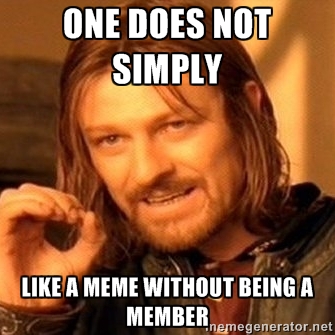 ONE DOES NOT
SIMPLY
LIKE A MEME WITHOUT BEING A
MEMBER
memegenerator.net